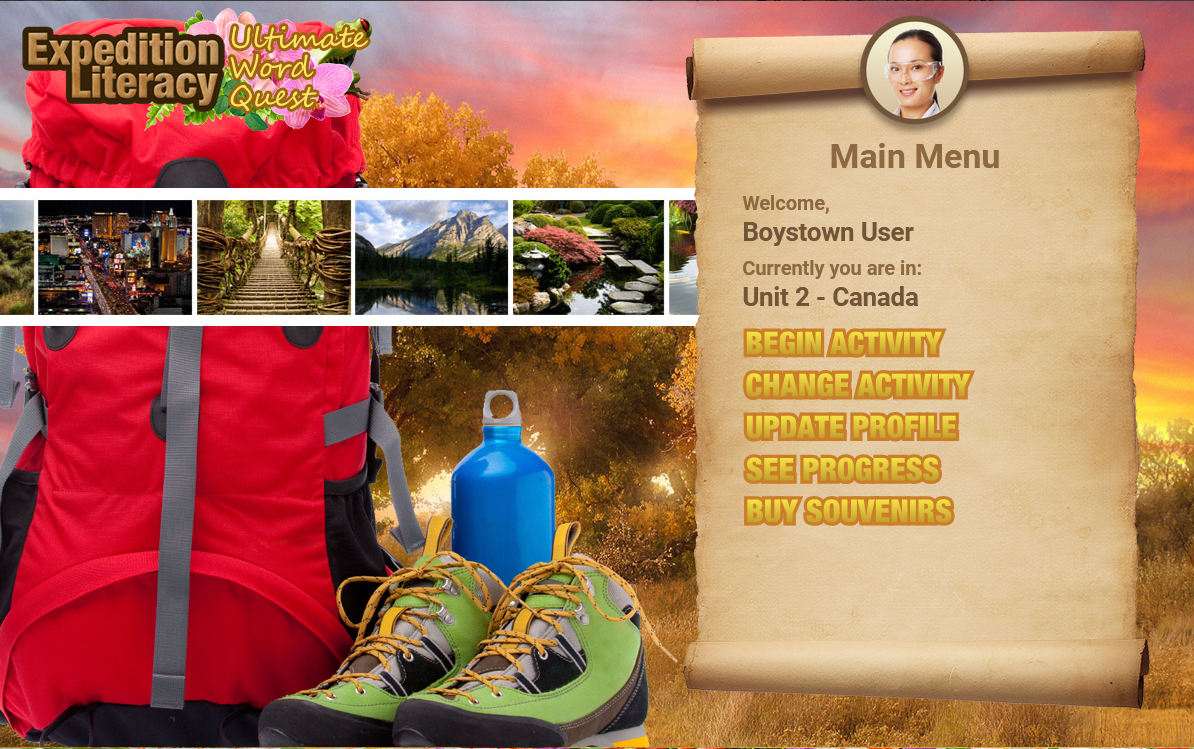 Expedition
Literacy
Ultimate
Word
Quest
Main Menu
Welcome,
Boystown User
Currently you are in:
Unit 2 - Canada
BEGIN ACTIVITY
CHANGE ACTIVITY
UPDATE PROFILE
SEE PROGRESS
BUY SOUVENIRS